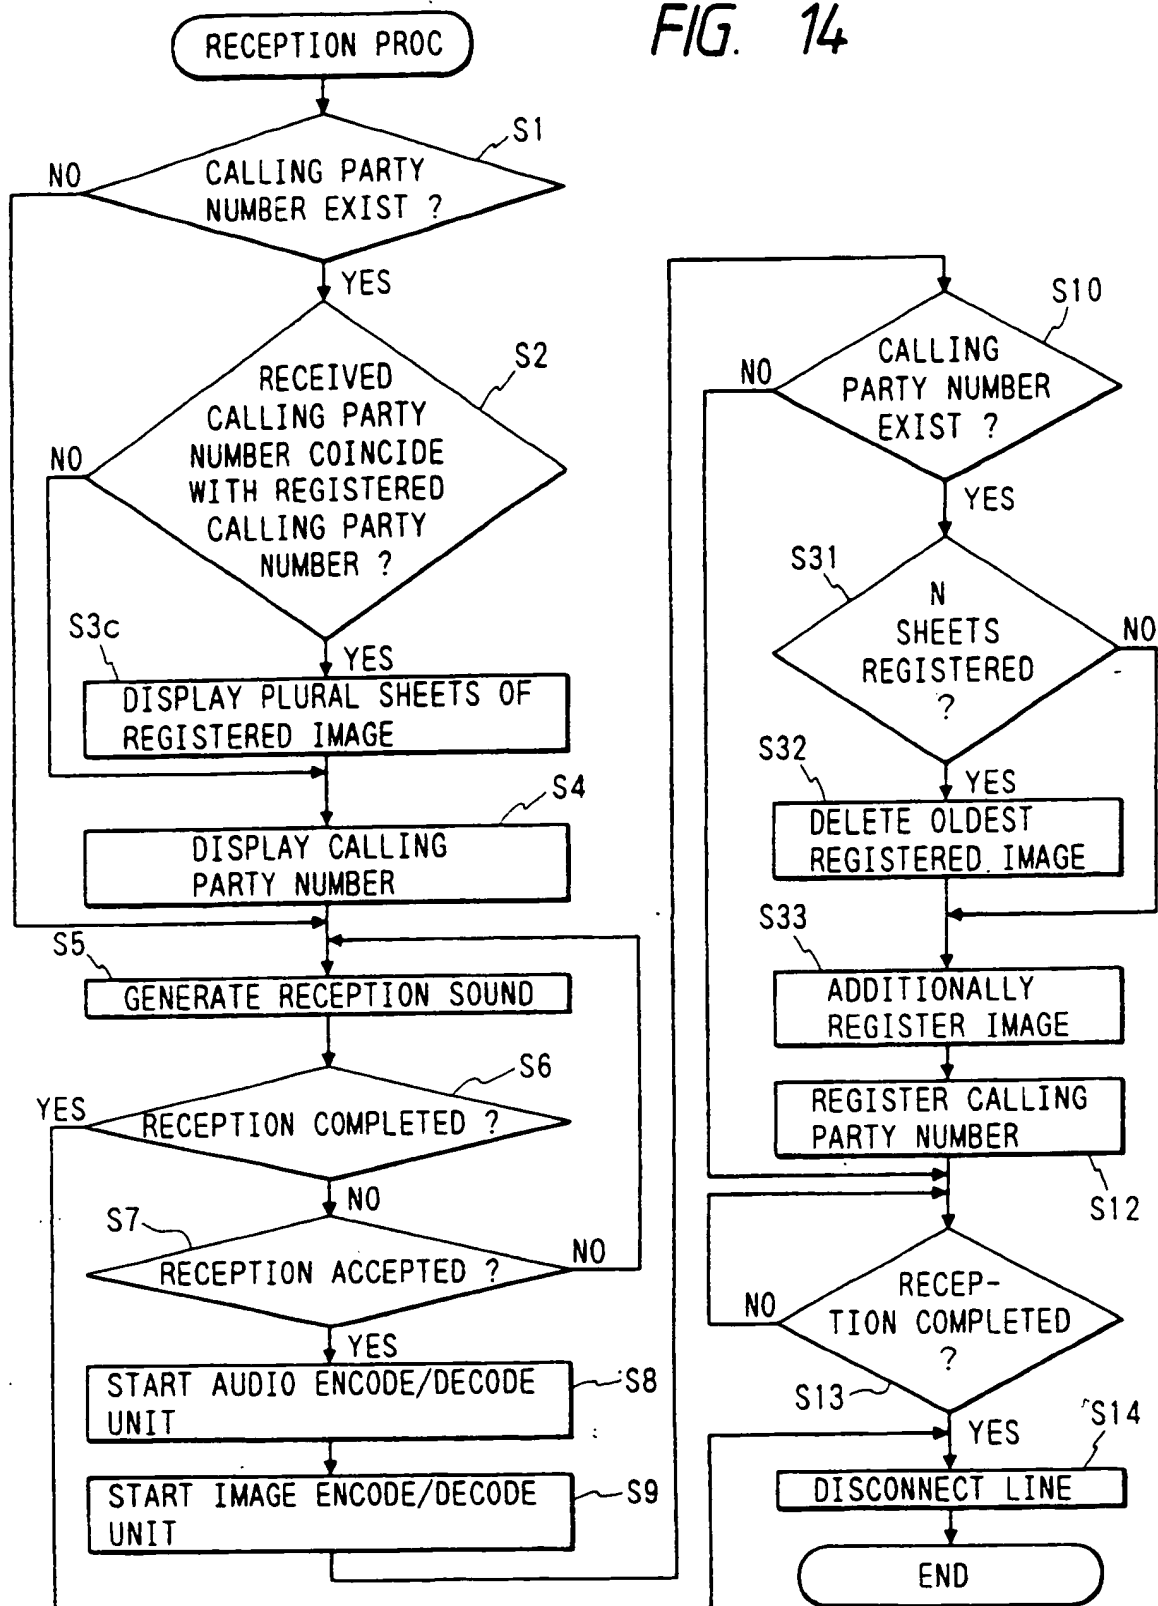 FIG. 14
RECEPTION PROC
S1
CALLING PARTY
NUMBER EXIST ?
NO
YES
S2
RECEIVED
CALLING PARTY
NUMBER COINCIDE
WITH REGISTERED
CALLING PARTY
NUMBER ?
NO
YES
S3c
DISPLAY PLURAL SHEETS OF
REGISTERED IMAGE
S4
DISPLAY CALLING
PARTY NUMBER
S5
GENERATE RECEPTION SOUND
S6
YES
RECEPTION COMPLETED ?
NO
S7
RECEPTION ACCEPTED ?
NO
YES
START AUDIO ENCODE/DECODE
UNIT
S8
START IMAGE ENCODE/DECODE
UNIT
S9
S10
CALLING
PARTY NUMBER
EXIST ?
NO
YES
S31
N
SHEETS
REGISTERED
?
NO
YES
S32
DELETE OLDEST
REGISTERED IMAGE
S33
ADDITIONALLY
REGISTER IMAGE
REGISTER CALLING
PARTY NUMBER
S12
RECEP-
TION COMPLETED
?
NO
S13
YES
S14
DISCONNECT LINE
END